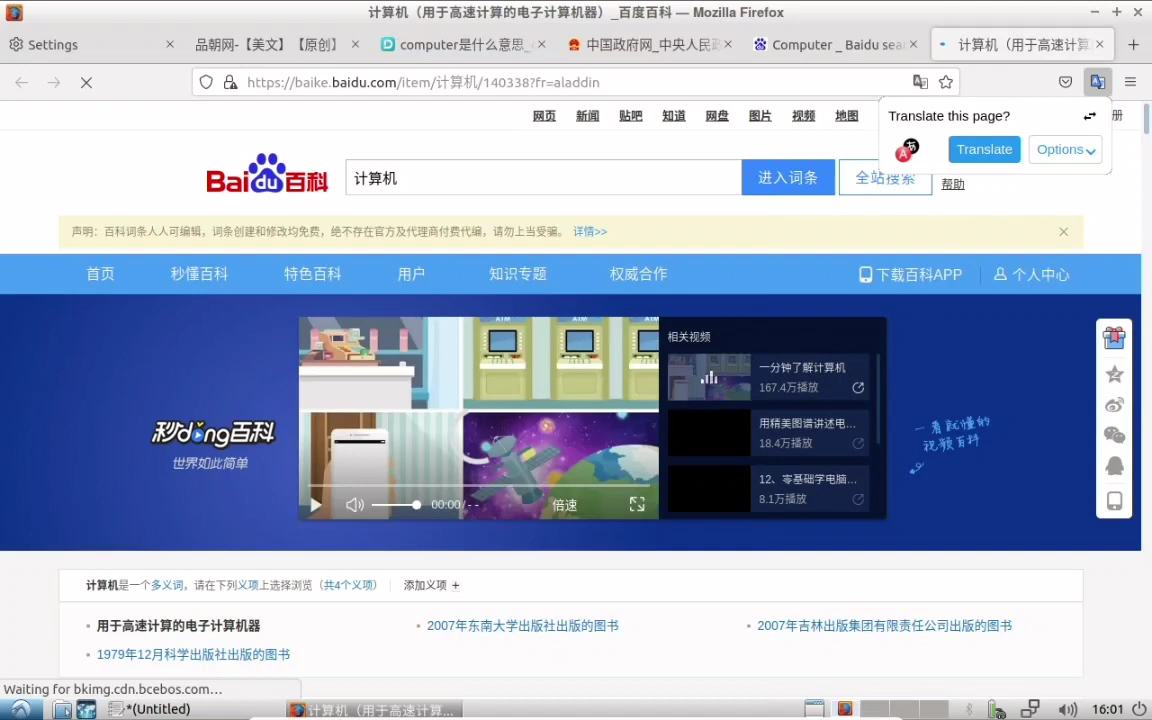 计算机（用于高速计算的电子计算机器）_百度百科 — Mozilla Firefox
Settings
品朝网-【美文】【原创】
computer是什么意思_
中国政府网_中央人民政
Computer _ Baidu sea
计算机（用于高速计算
https://baike.baidu.com/item/计算机/140338?fr=aladdin
网页 新闻 贴吧 知道 网盘 图片 视频 地图
册
Translate this page?
Translate
Options
Baidu百科
计算机
进入词条
全站搜索
帮助
声明：百科词条人人可编辑，词条创建和修改均免费，绝不存在官方及代理商付费代编，请勿上当受骗。 详情>>
首页 秒懂百科 特色百科 用户 知识专题 权威合作 下载百科APP 个人中心
ATM ATM
相关视频
一分钟了解计算机
167.4万播放
用精美图谱讲述电...
18.4万播放
12、零基础学电脑...
8.1万播放
秒dong百科
世界如此简单
一看就懂的
视频百科
00:00/--
倍速
计算机是一个多义词，请在下列义项上选择浏览（共4个义项） 添加义项 +
用于高速计算的电子计算机器
2007年东南大学出版社出版的图书
2007年吉林出版集团有限责任公司出版的图书
1979年12月科学出版社出版的图书
Waiting for bkimg.cdn.bcebos.com…
*(Untitled)
计算机（用于高速计算...
16:01